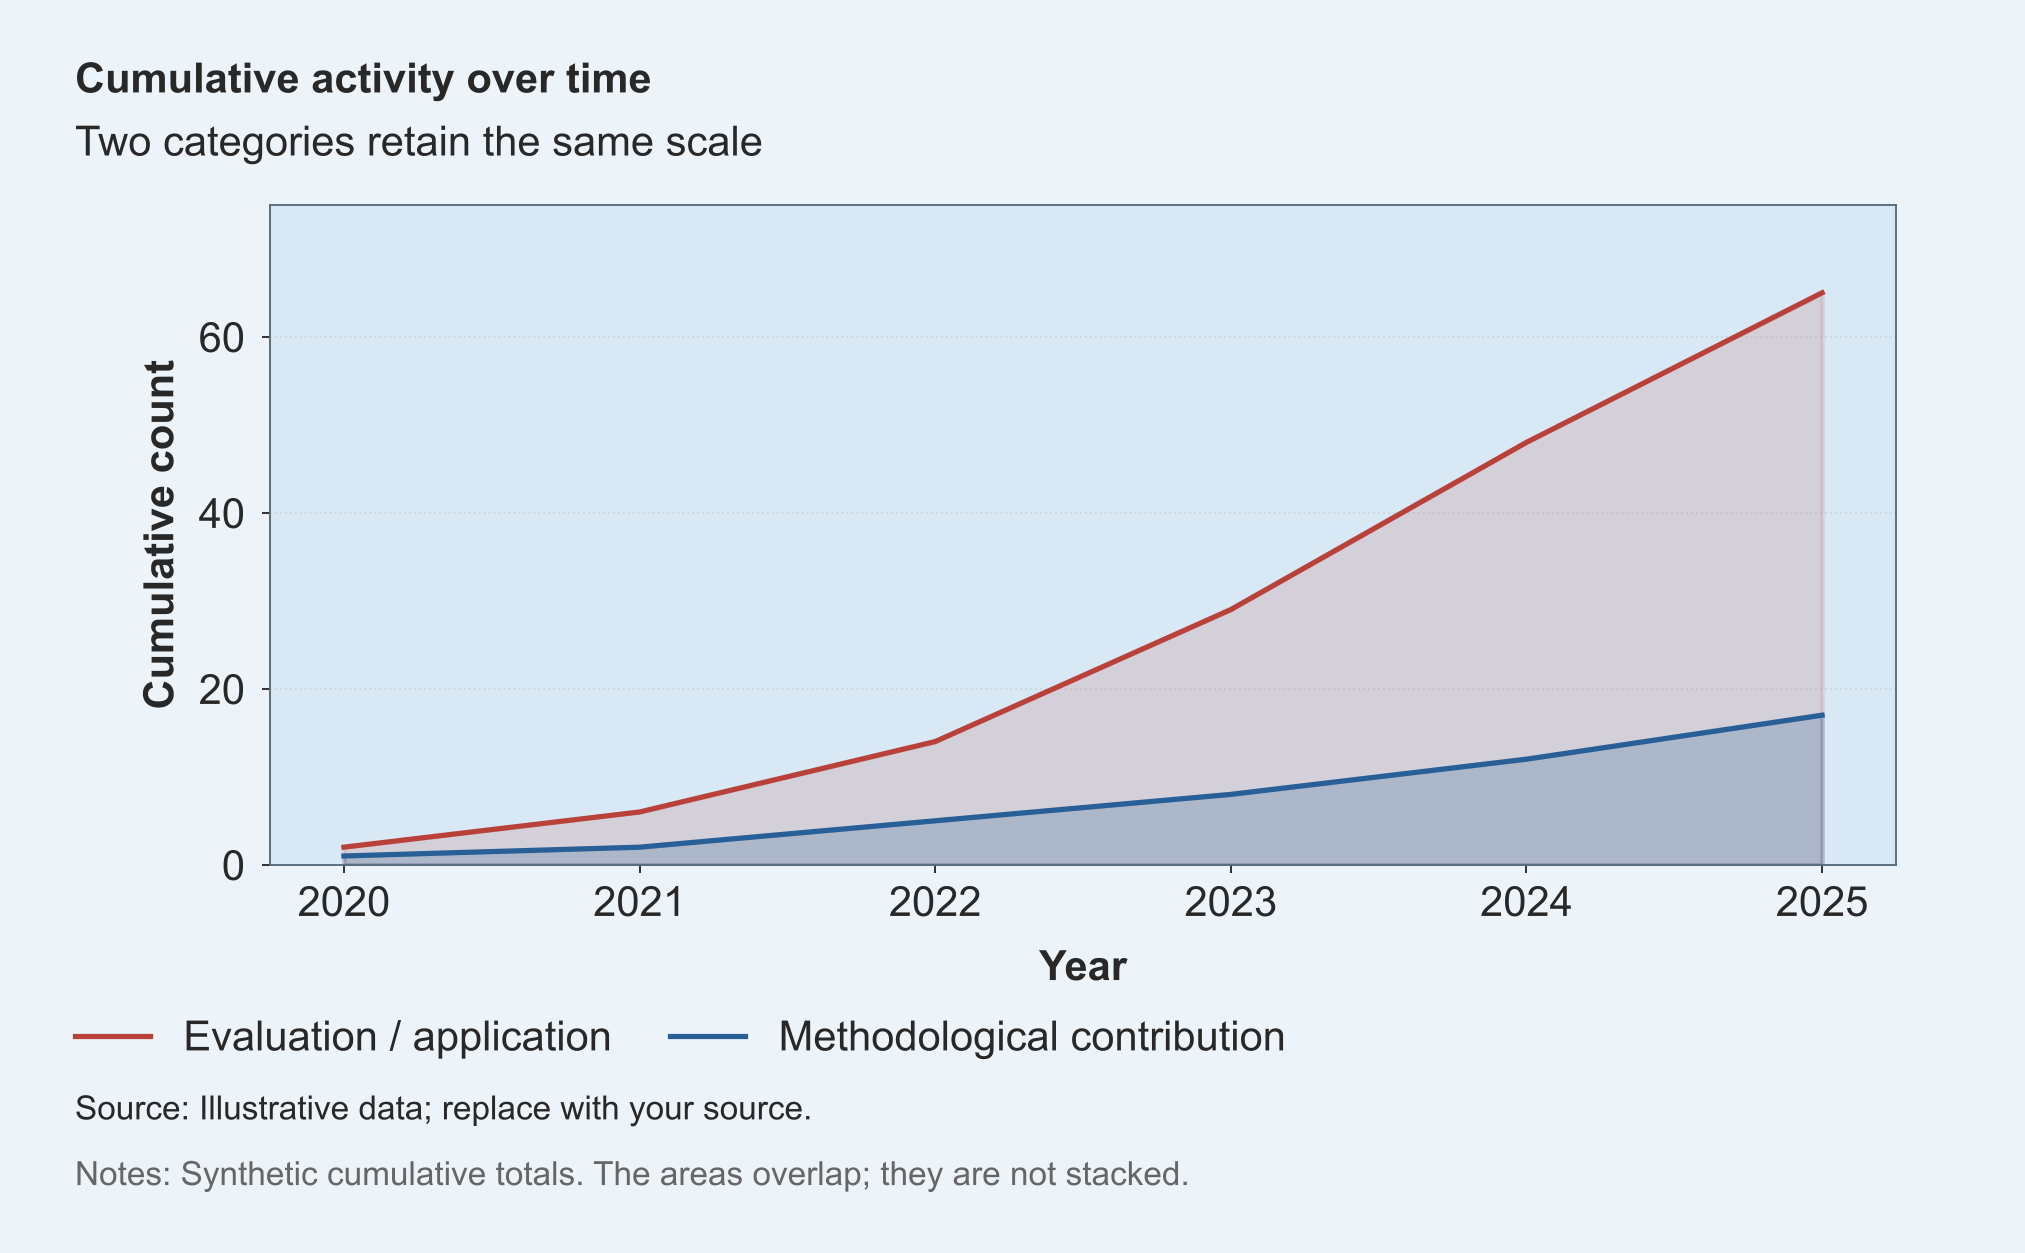 Cumulative activity over time
Two categories retain the same scale
Cumulative count
60
40
20
0
2020 2021 2022 2023 2024 2025
Year
Evaluation / application Methodological contribution
Source: Illustrative data; replace with your source.
Notes: Synthetic cumulative totals. The areas overlap; they are not stacked.